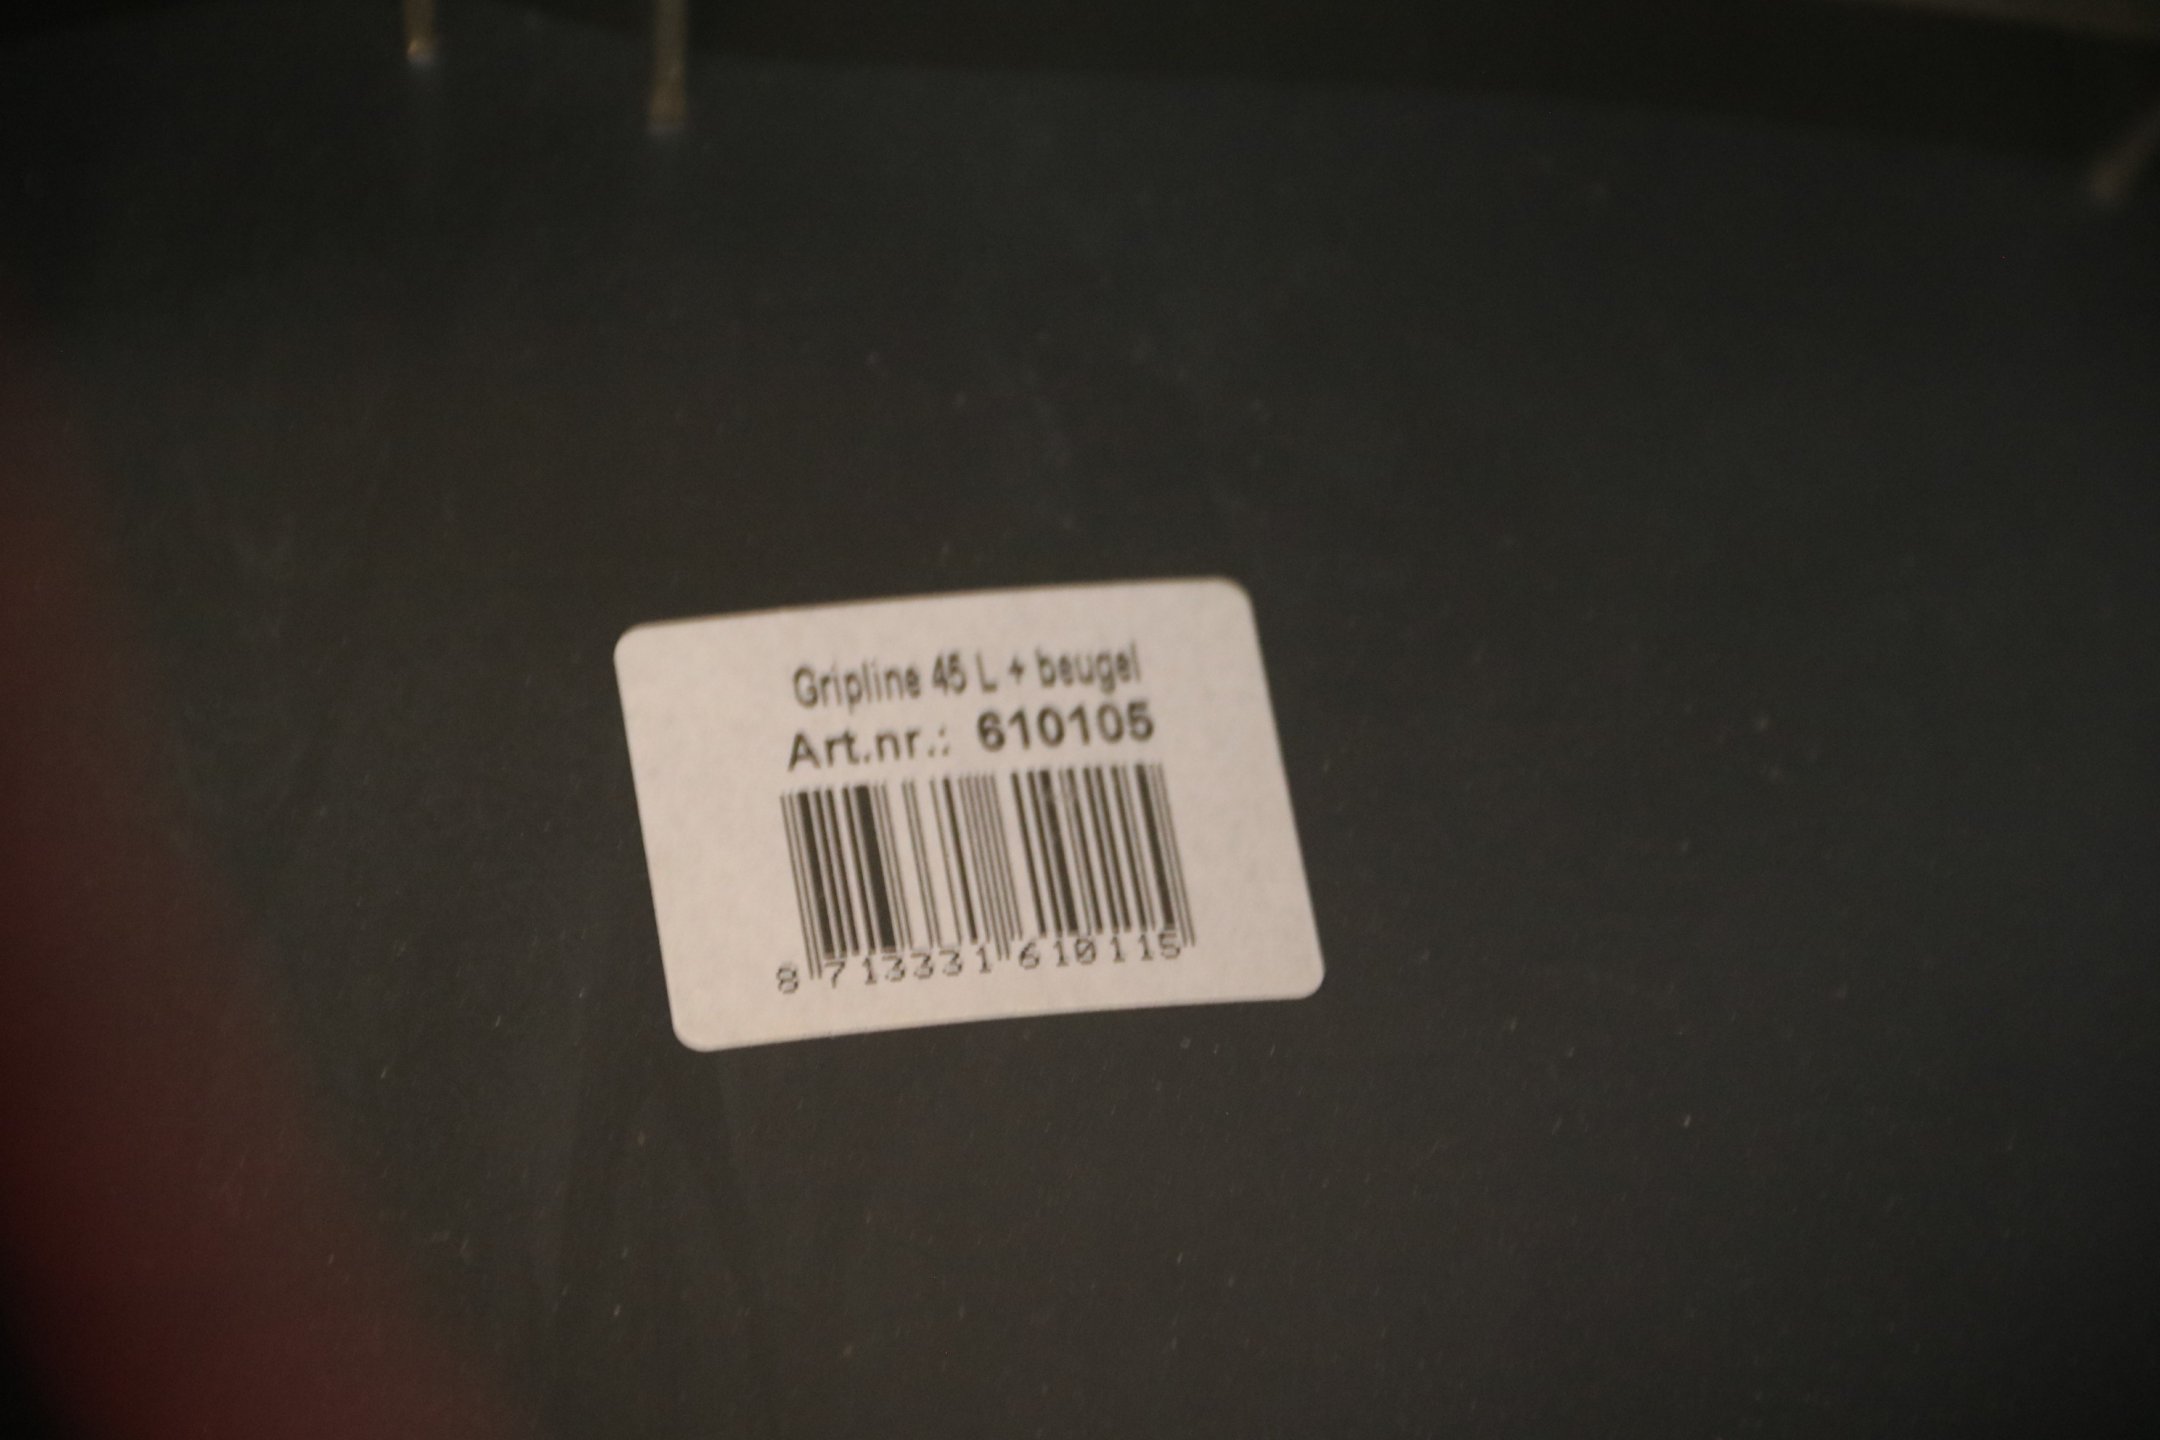 Gripline 45 L + beugel
Art.nr.: 610105
8 713331 610115